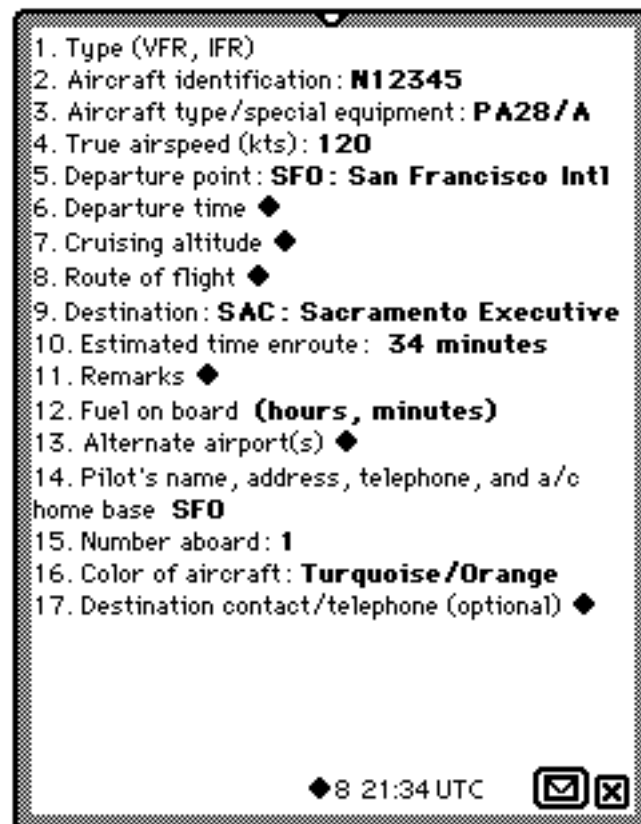 1. Type (VFR, IFR)
2. Aircraft identification: N12345
3. Aircraft type/special equipment: PA28/A
4. True airspeed (kts): 120
5. Departure point: SFO: San Francisco Intl
6. Departure time ◆
7. Cruising altitude ◆
8. Route of flight ◆
9. Destination: SAC: Sacramento Executive
10. Estimated time enroute: 34 minutes
11. Remarks ◆
12. Fuel on board (hours, minutes)
13. Alternate airport(s) ◆
14. Pilot's name, address, telephone, and a/c
home base SFO
15. Number aboard: 1
16. Color of aircraft: Turquoise/Orange
17. Destination contact/telephone (optional) ◆
◆8 21:34 UTC